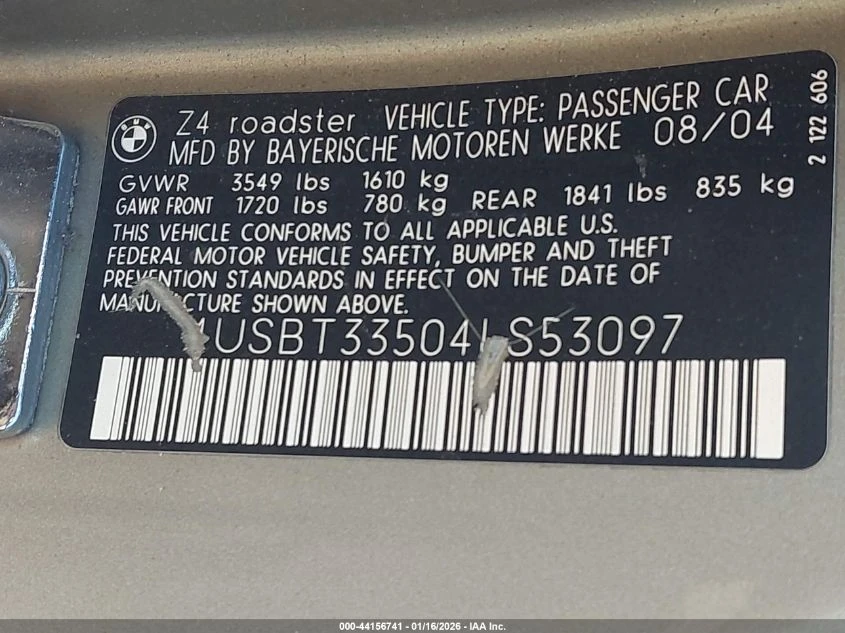 BMW
Z4 roadster VEHICLE TYPE: PASSENGER CAR
MFD BY BAYERISCHE MOTOREN WERKE 08/04
GVWR 3549 lbs 1610 kg
GAWR FRONT 1720 lbs 780 kg REAR 1841 lbs 835 kg
THIS VEHICLE CONFORMS TO ALL APPLICABLE U.S.
FEDERAL MOTOR VEHICLE SAFETY, BUMPER AND THEFT
PREVENTION STANDARDS IN EFFECT ON THE DATE OF
MANUFACTURE SHOWN ABOVE.
2 122 606
000-44156741 - 01/16/2026 - IAA Inc.